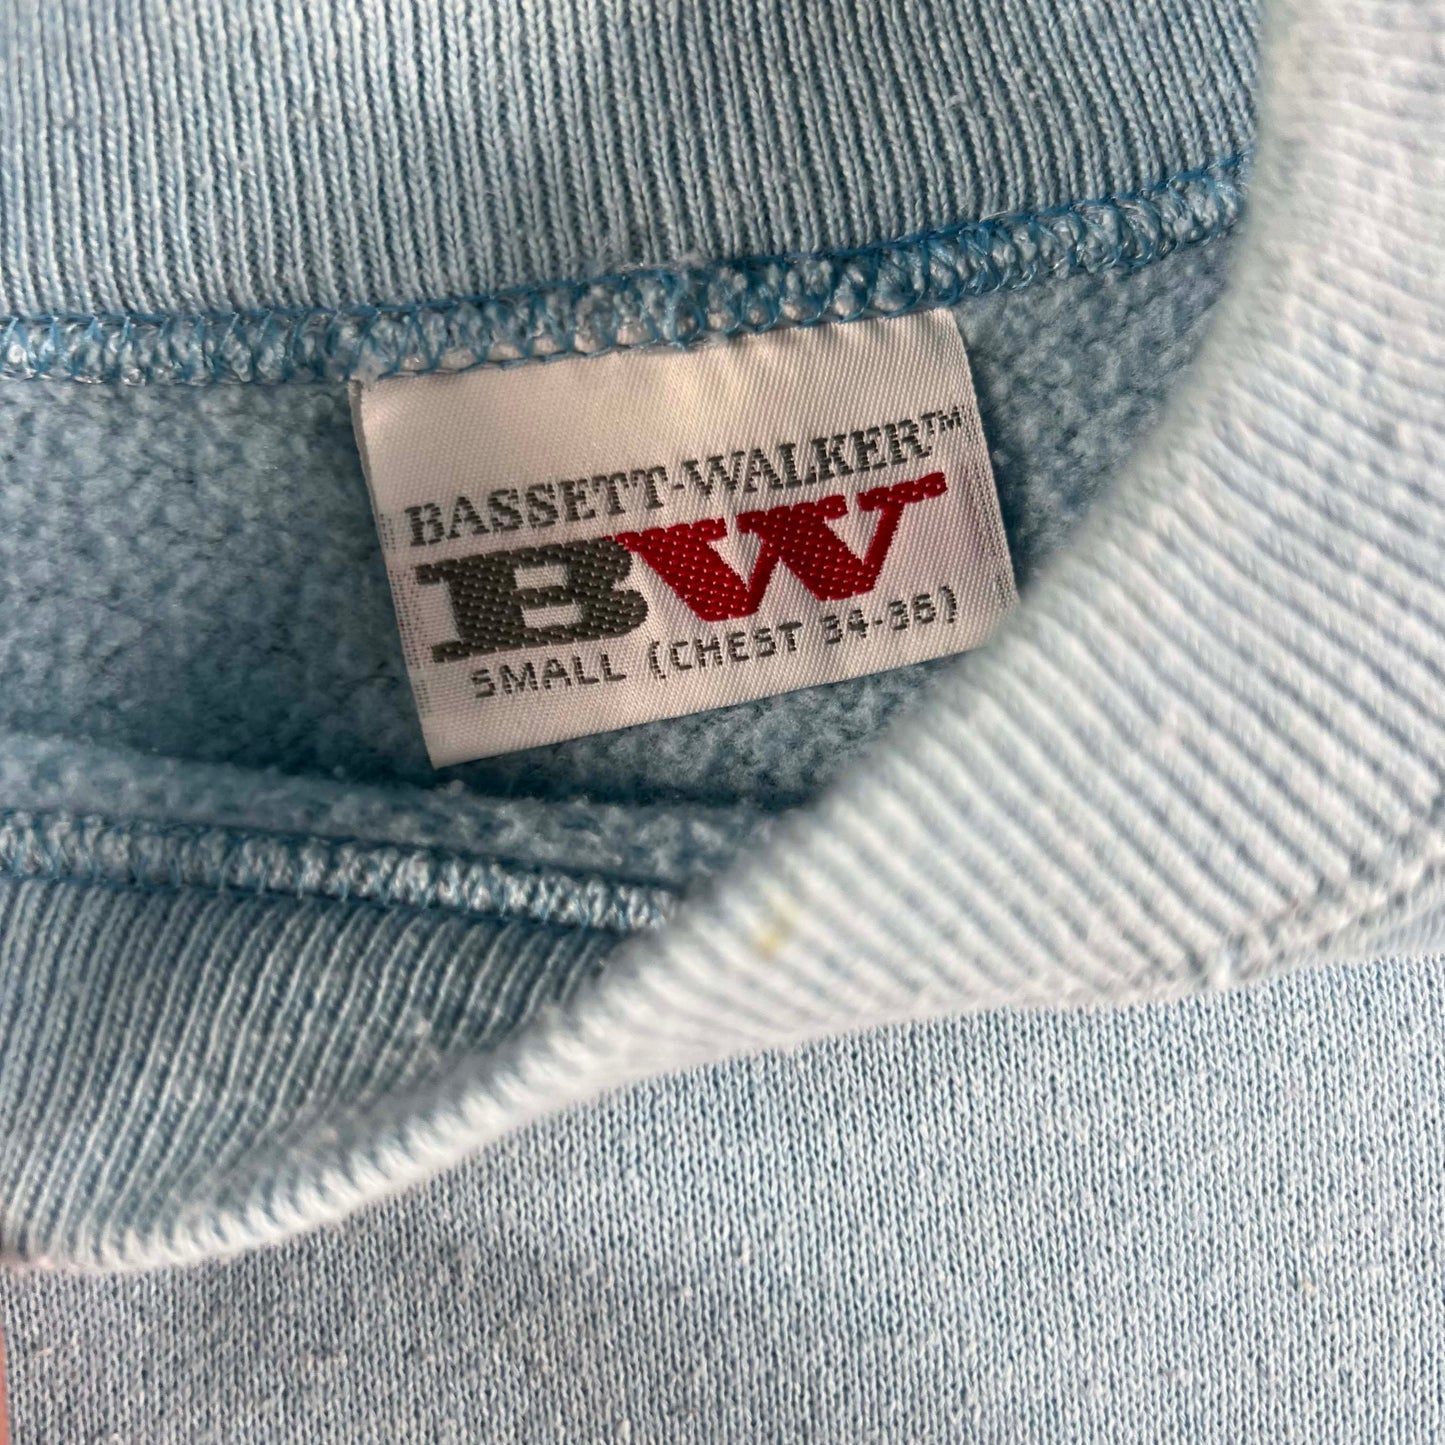 BASSETT-WALKER™
BW
SMALL (CHEST 34-36)